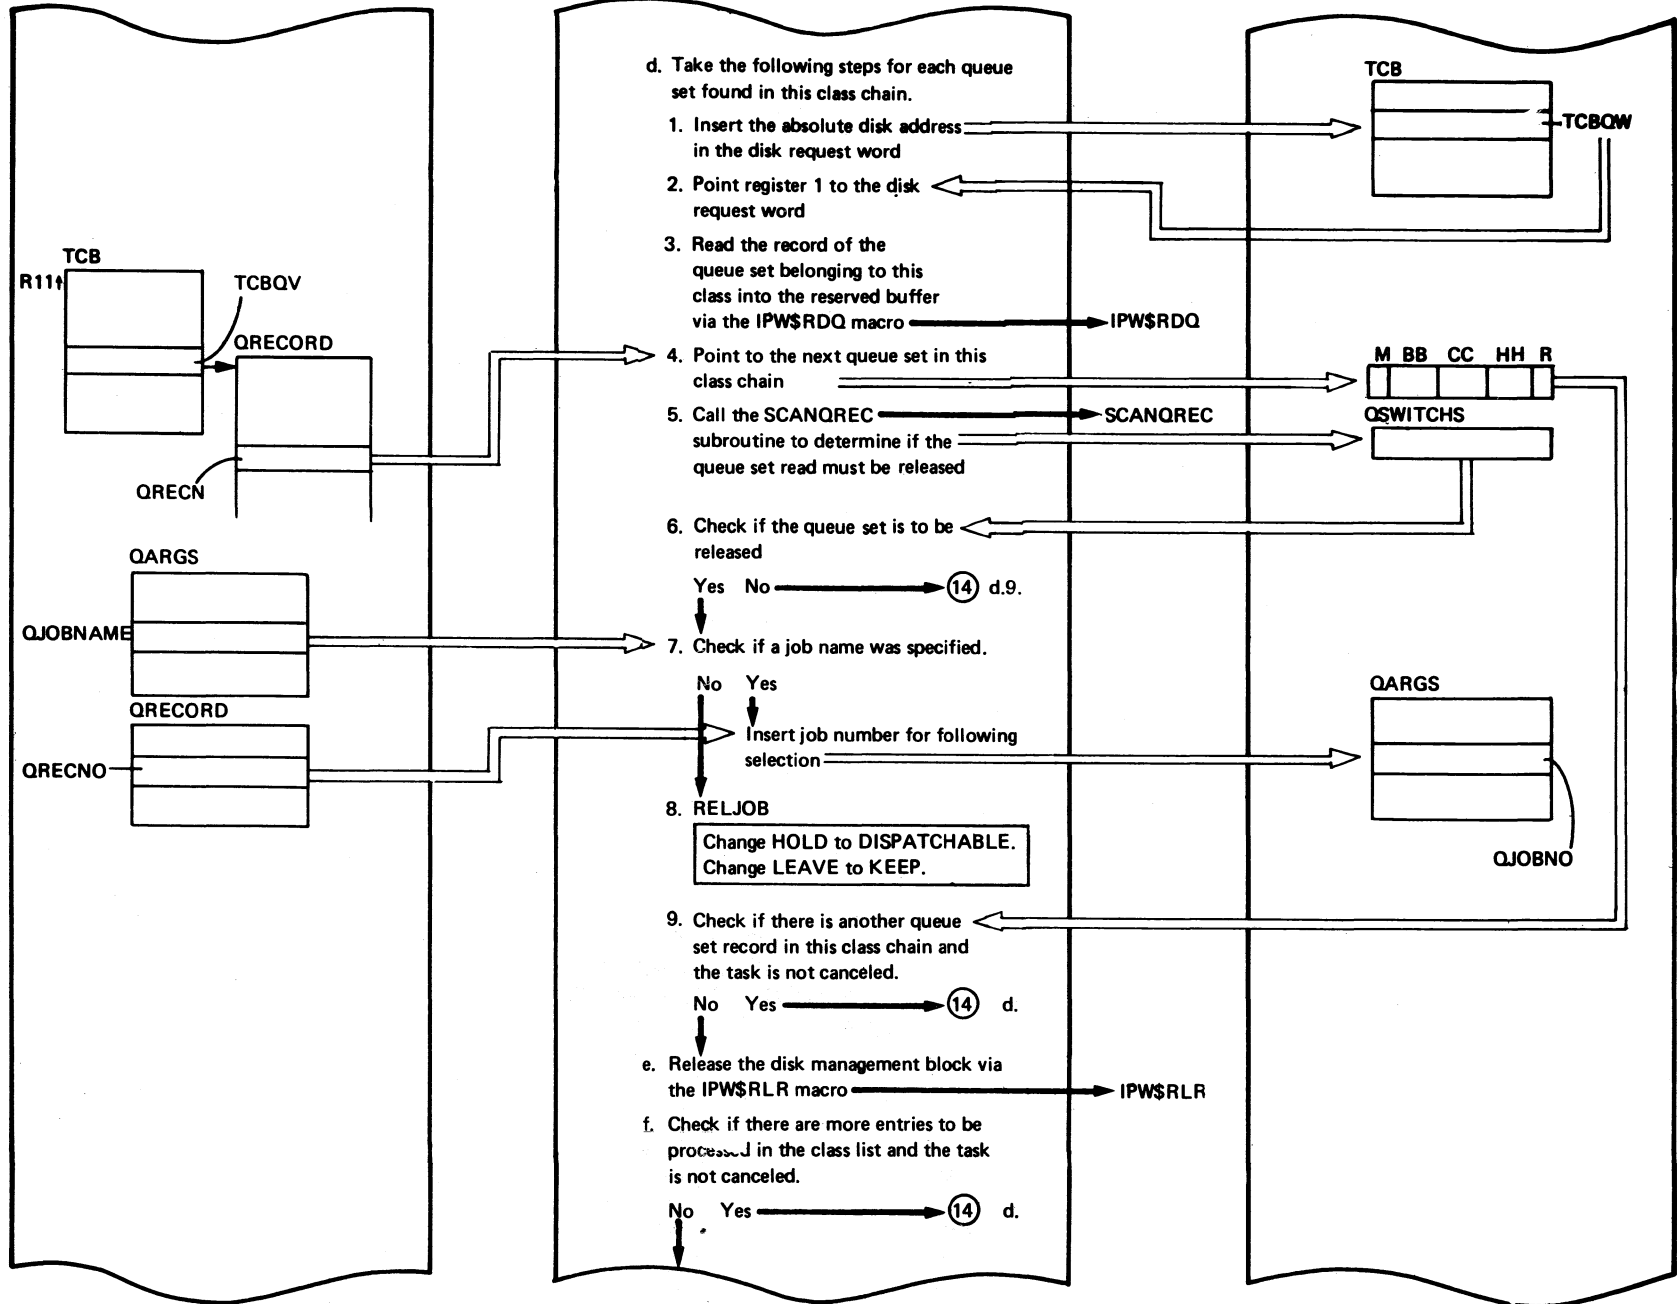 d. Take the following steps for each queue
set found in this class chain.
1. Insert the absolute disk address
in the disk request word
2. Point register 1 to the disk
request word
3. Read the record of the
queue set belonging to this
class into the reserved buffer
via the IPW$RDQ macro
IPW$RDQ
4. Point to the next queue set in this
class chain
5. Call the SCANQREC
SCANQREC
subroutine to determine if the
queue set read must be released
6. Check if the queue set is to be
released
Yes No 14 d.9.
7. Check if a job name was specified.
No Yes
Insert job number for following
selection
8. RELJOB
Change HOLD to DISPATCHABLE.
Change LEAVE to KEEP.
9. Check if there is another queue
set record in this class chain and
the task is not canceled.
No Yes 14 d.
e. Release the disk management block via
the IPW$RLR macro
IPW$RLR
f. Check if there are more entries to be
in the class list and the task
is not canceled.
No Yes 14 d.
TCB
R11
TCBQV
QRECORD
QRECN
QARGS
QJOBNAME
QRECORD
QRECNO
TCB
TCBQW
M BB CC HH R
QSWITCHS
QARGS
QJOBNO